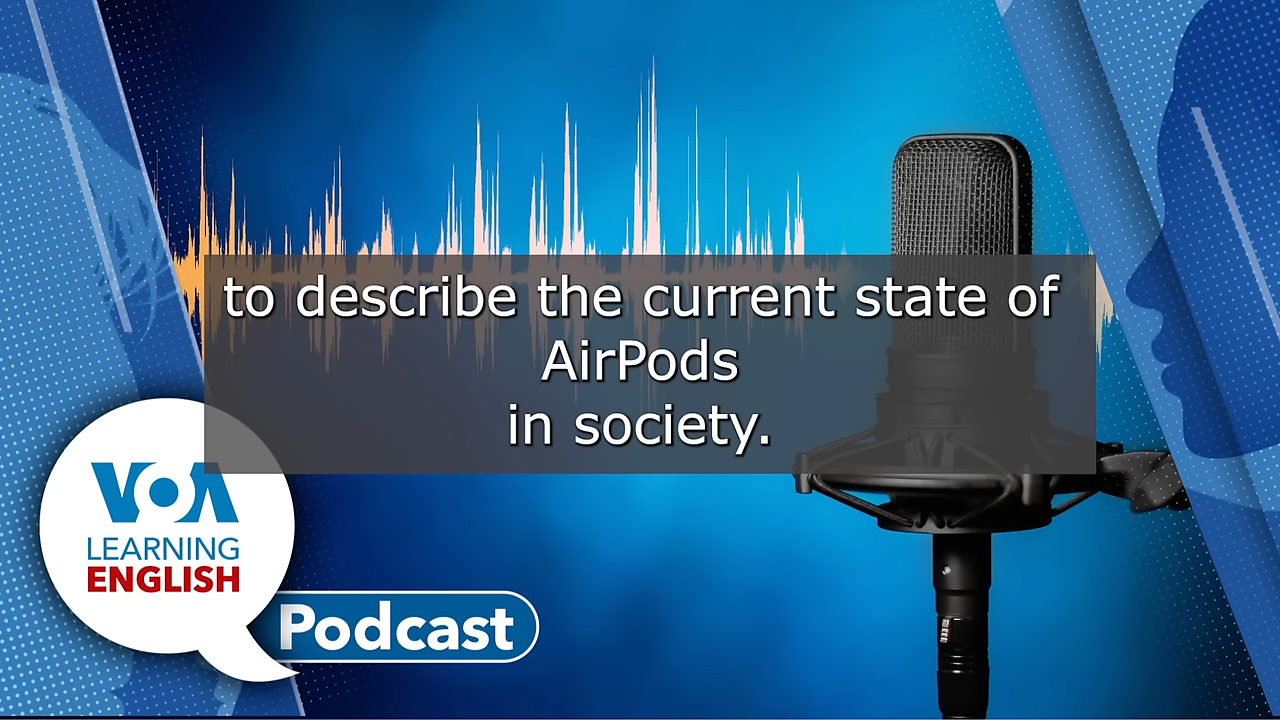 to describe the current state of
AirPods
in society.
VOA
LEARNING
ENGLISH
Podcast